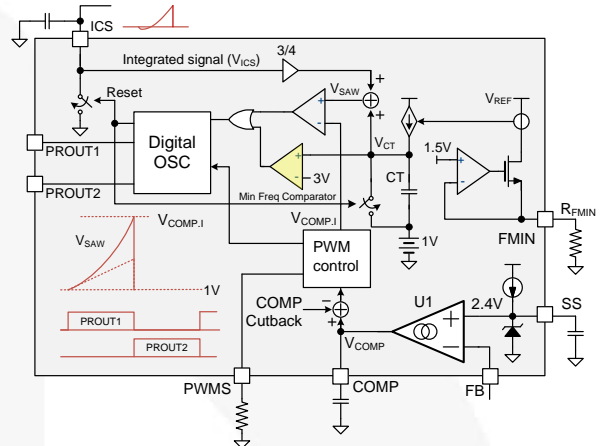 ICS
3/4
Integrated signal (VICS)
+
VSAW
+
Reset
VREF
Digital
OSC
+
-
VCT
1.5V
+
-
PROUT1
+
-
3V
CT
PROUT2
Min Freq Comparator
RFMIN
VCOMP.I
VCOMP.I
FMIN
VSAW
PWM
control
1V
1V
COMP
Cutback
−
+
U1
2.4V
SS
PROUT1
+
−
VCOMP
PROUT2
PWMS
COMP
FB